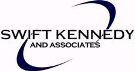 SWIFT KENNEDY
AND ASSOCIATES